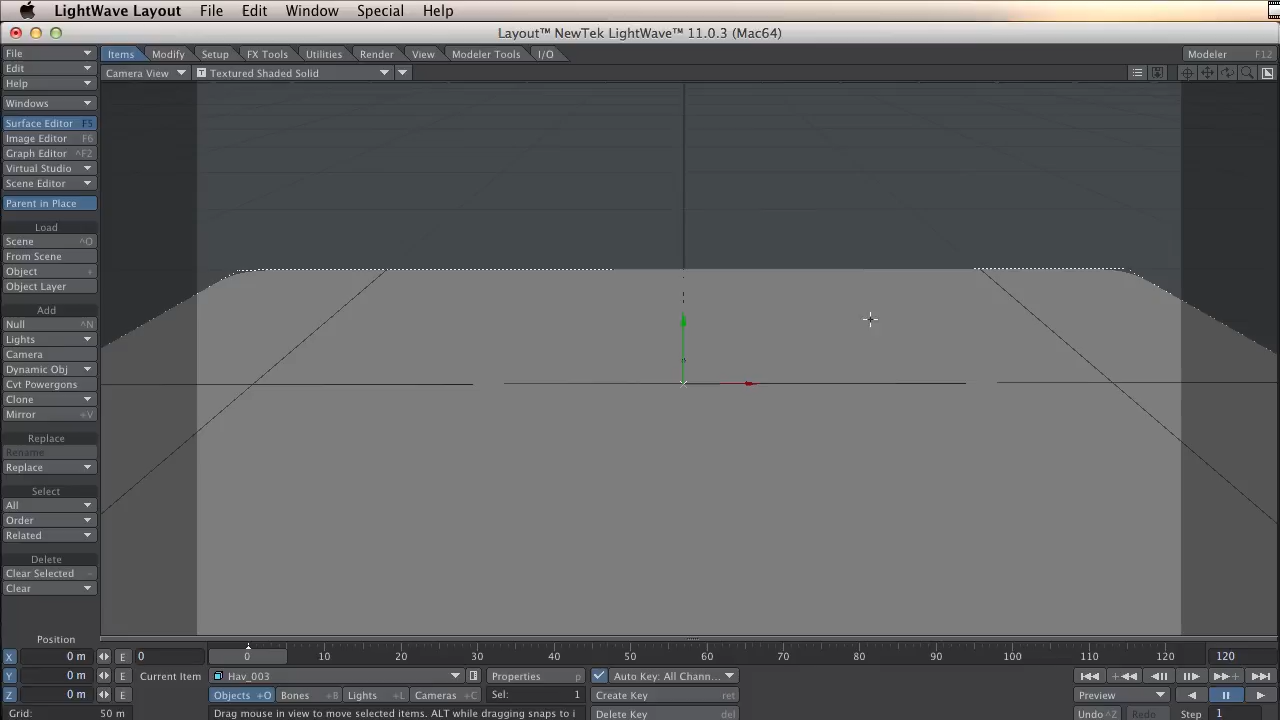 LightWave Layout File Edit Window Special Help
Layout™ NewTek LightWave™ 11.0.3 (Mac64)
File
Items Modify Setup FX Tools Utilities Render View Modeler Tools I/O
Modeler F12
Edit
Camera View Textured Shaded Solid
Help
Windows
Surface Editor F5
Image Editor F6
Graph Editor ^F2
Virtual Studio
Scene Editor
Parent in Place
Load
Scene ^O
From Scene
Object +
Object Layer
Add
Null ^N
Lights
Camera
Dynamic Obj
Cvt Powergons
Clone
Mirror +V
Replace
Rename
Replace
Select
All
Order
Related
Delete
Clear Selected -
Clear
Position
X 0 m E
Y 0 m E
Z 0 m E
Grid: 50 m
0
0 10 20 30 40 50 60 70 80 90 100 110 120
120
Current Item Hav_003 Properties p Auto Key: All Chann...
Objects +O Bones +B Lights +L Cameras +C Sel: 1 Create Key ret
Drag mouse in view to move selected items. ALT while dragging snaps to i Delete Key del
Preview
Undo ^Z Redo Step 1